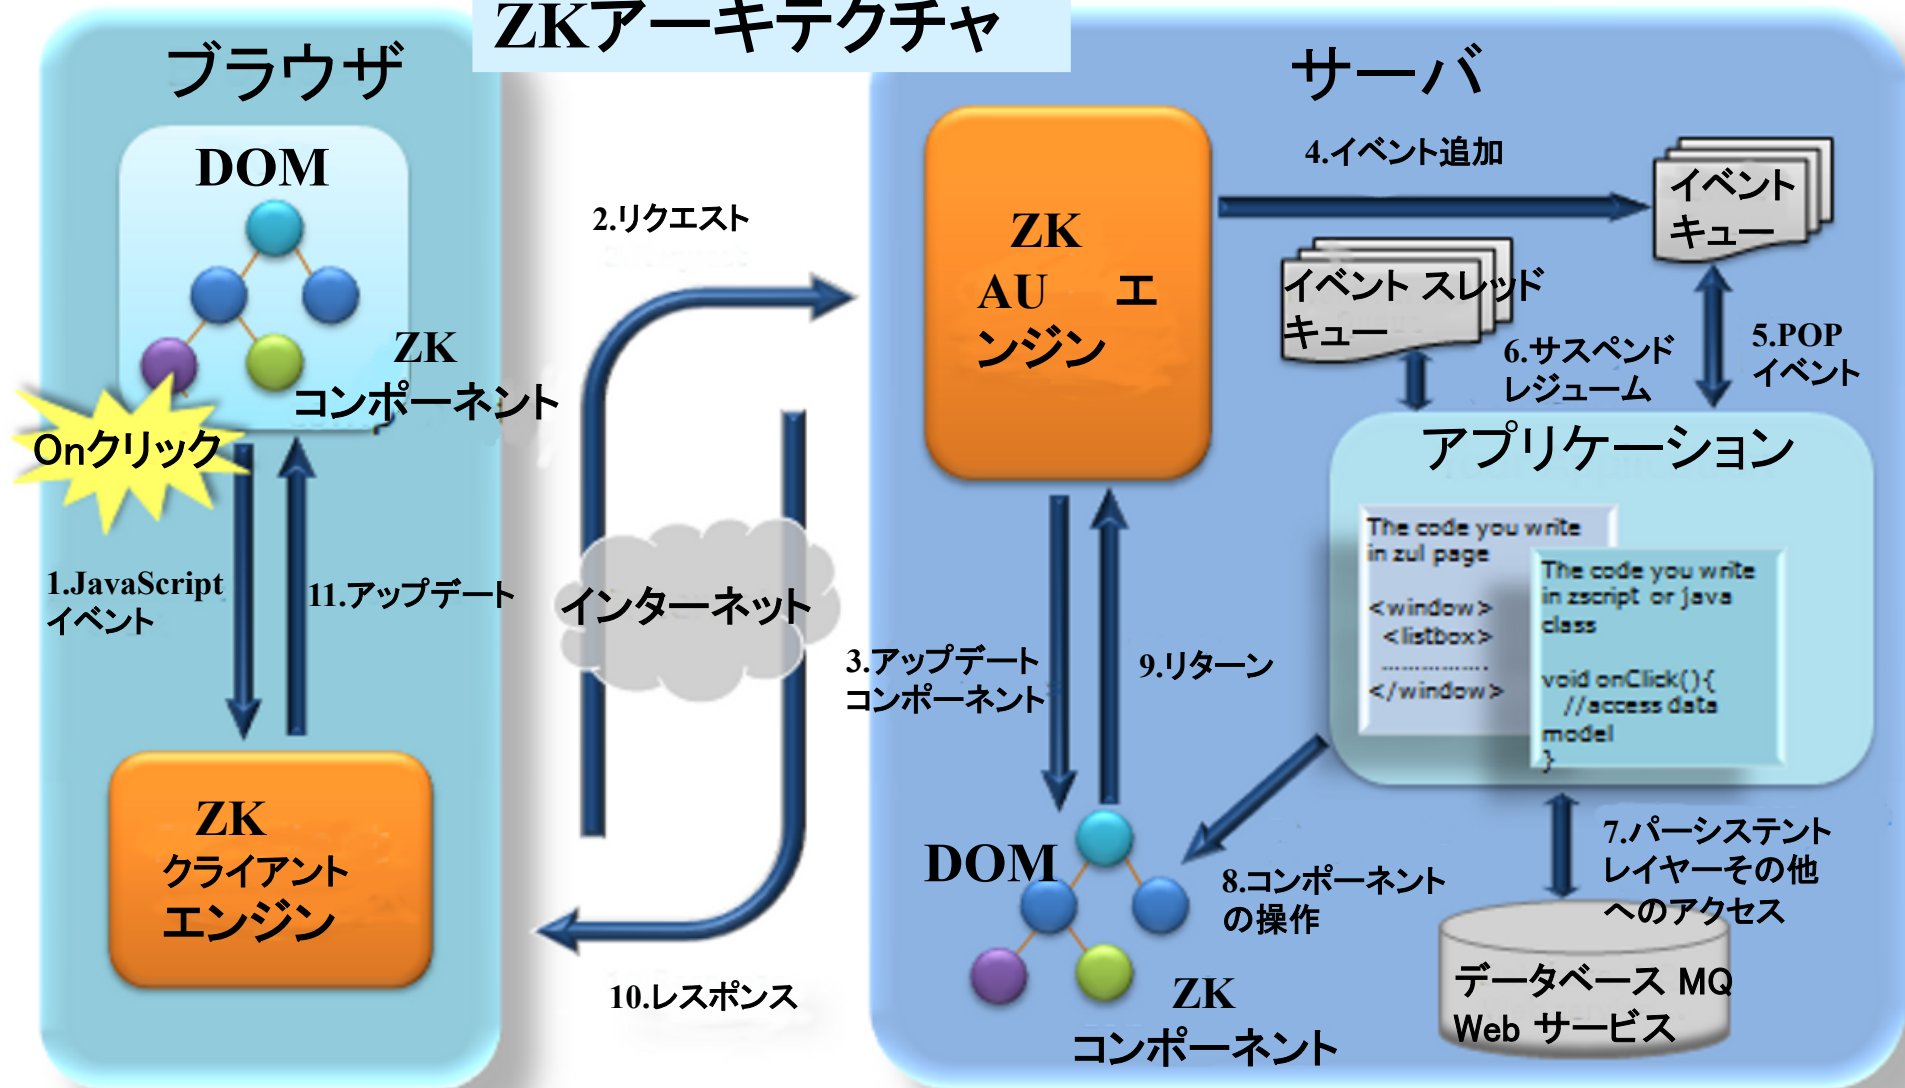 ZKアーキテクチャ
ブラウザ
DOM
ZK
コンポーネント
Onクリック
1.JavaScript
イベント
11.アップデート
ZK
クライアント
エンジン
2.リクエスト
インターネット
10.レスポンス
サーバ
ZK
AU エ
ンジン
4.イベント追加
イベント
キュー
イベント スレッド
キュー
6.サスペンド
レジューム
5.POP
イベント
アプリケーション
The code you write
in zul page
<window>
<listbox>
................
</window>
The code you write
in zscript or java
class
void onClick(){
//access data
model
}
3.アップデート
コンポーネント
9.リターン
DOM
ZK
コンポーネント
8.コンポーネント
の操作
7.パーシステント
レイヤーその他
へのアクセス
データベース MQ
Web サービス